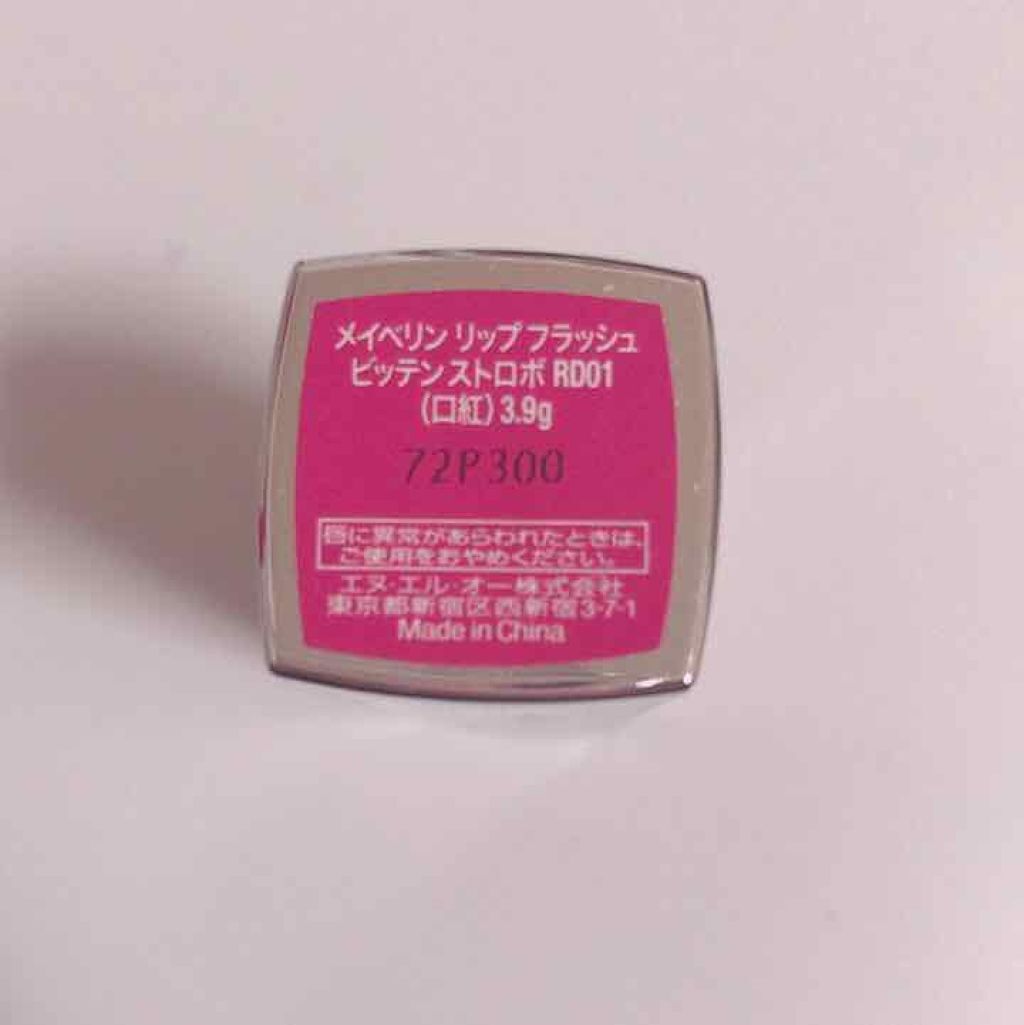 メイベリン リップ フラッシュ
ビッテン ストロボ RD01
（口紅）3.9g
72P300
唇に異常があらわれたときは、
ご使用をおやめください。
エヌ・エル・オー株式会社
東京都新宿区西新宿3-7-1
Made in China